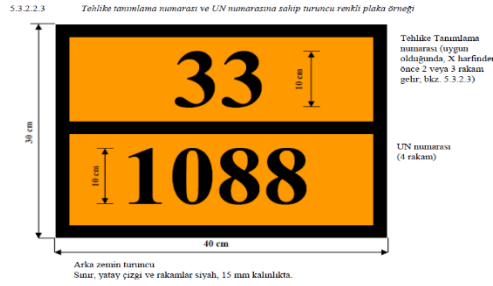 5.3.2.2.3 Tehlike tanımlama numarası ve UN numarasına sahip turuncu renkli plaka örneği
33
10 cm
Tehlike Tanımlama
numarası (uygun
olduğunda, X harfinden
önce 2 veya 3 rakam
gelir; bkz. 5.3.2.3)
30 cm
1088
10 cm
UN numarası
(4 rakam)
40 cm
Arka zemin turuncu
Sınır, yatay çizgi ve rakamlar siyah, 15 mm kalınlıkta.